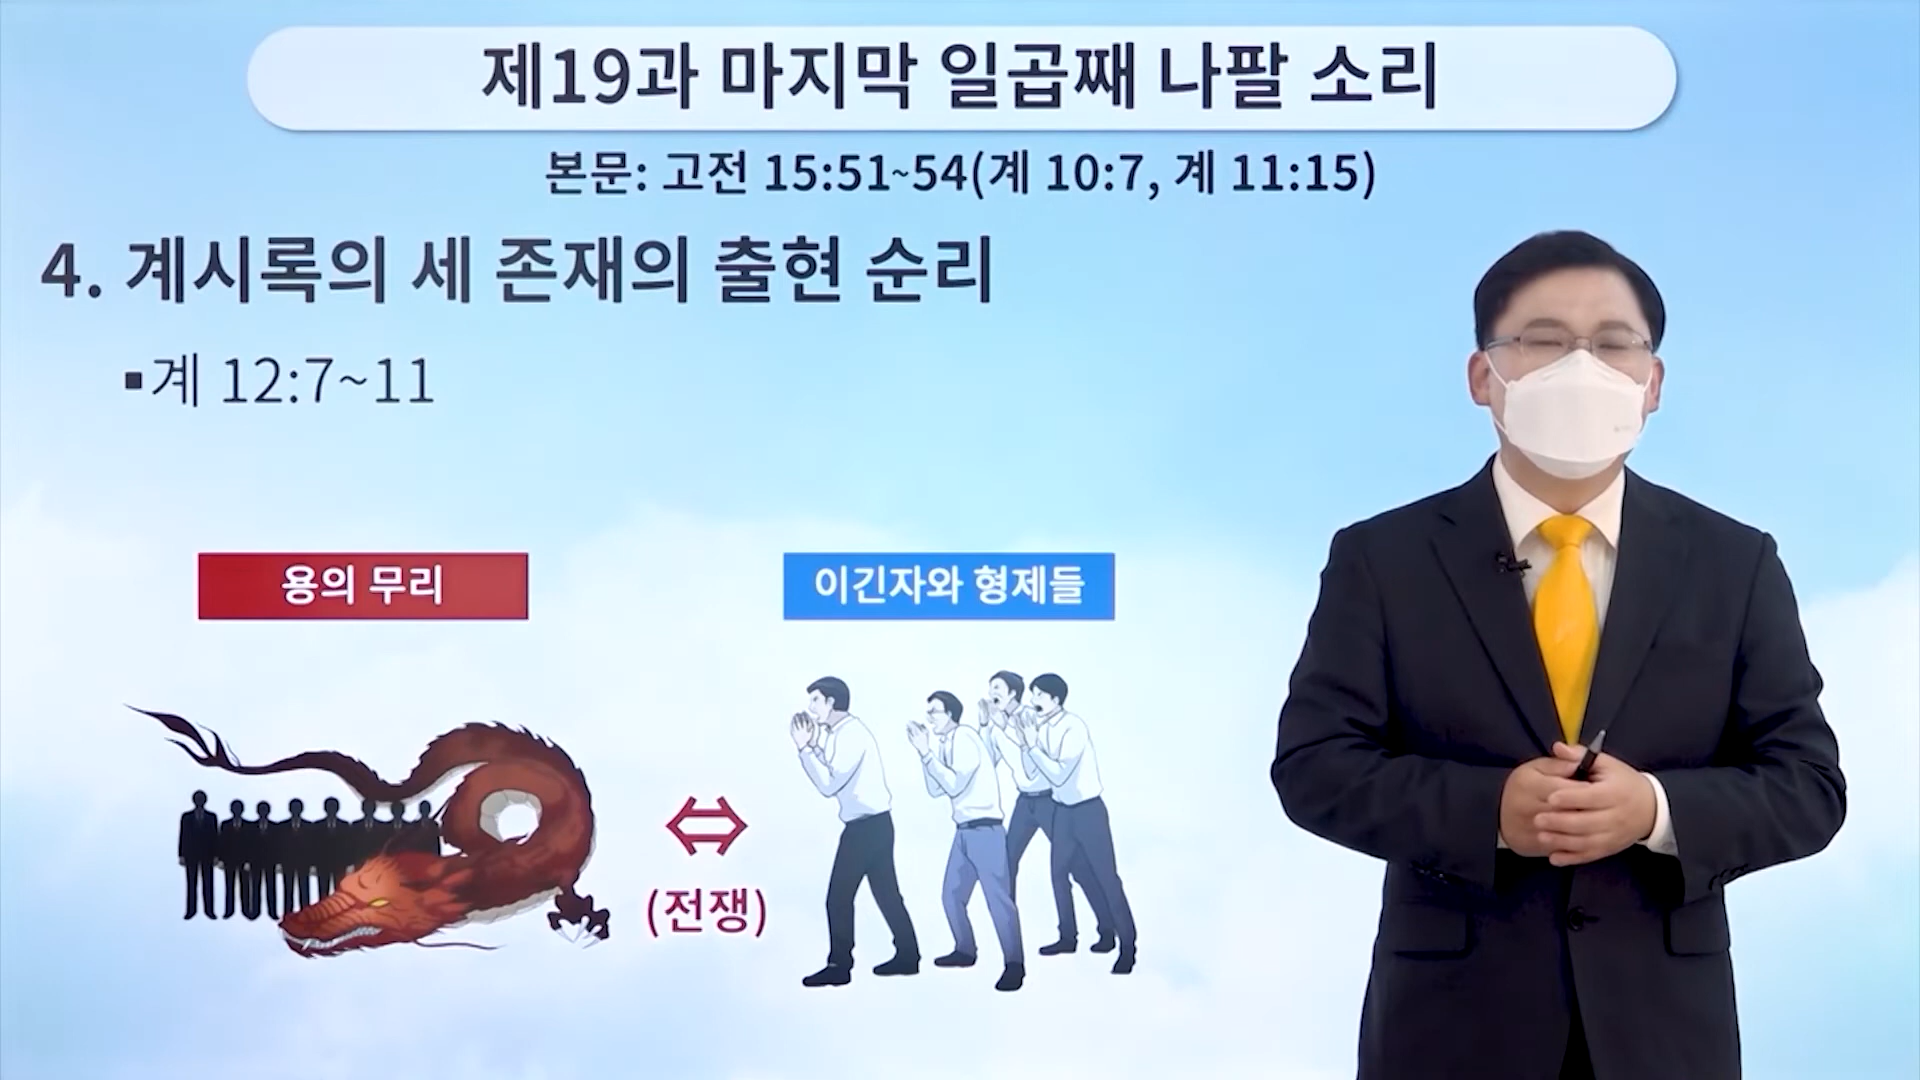 제19과 마지막 일곱째 나팔 소리
본문: 고전 15:51~54(계 10:7, 계 11:15)
4. 계시록의 세 존재의 출현 순리
▪계 12:7~11
용의 무리
이긴자와 형제들
(전쟁)